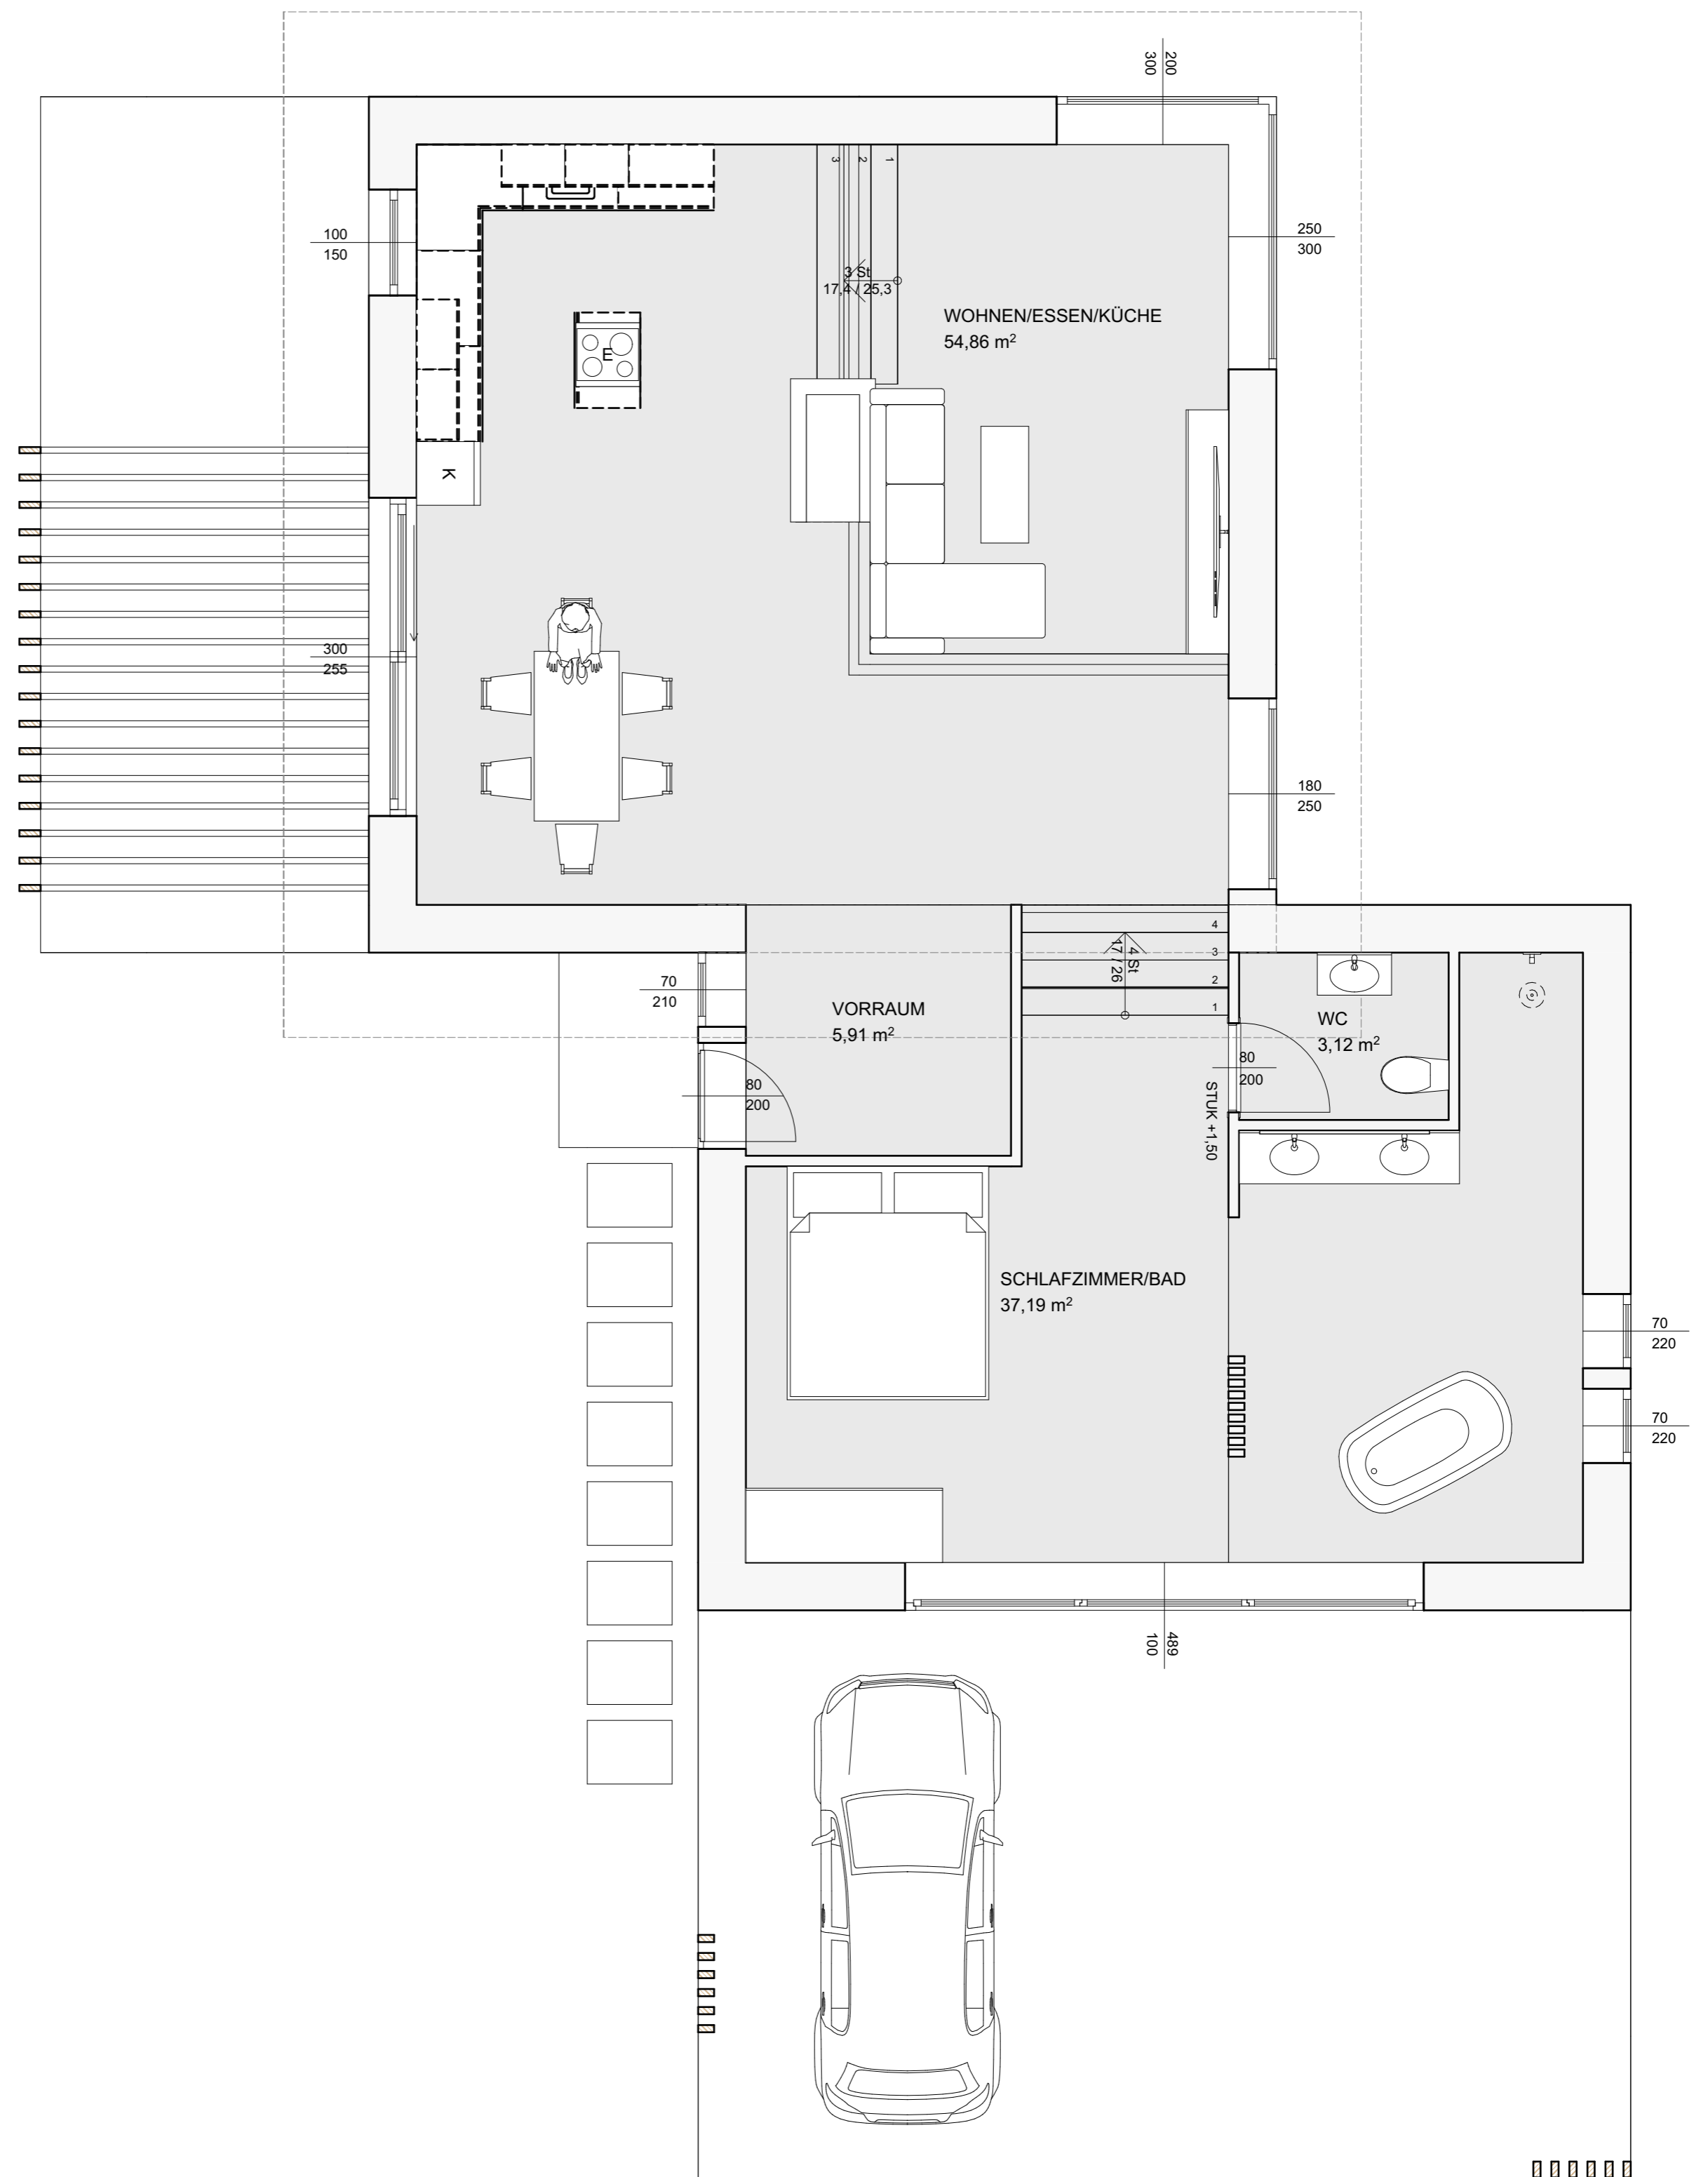 200
300
3
2
1
100
150
250
300
3 St
17,4 / 25,3
WOHNEN/ESSEN/KÜCHE
54,86 m²
E
K
300
255
180
250
4
3
2
1
4 St
17 / 26
70
210
VORRAUM
5,91 m²
WC
3,12 m²
80
200
80
200
STUK +1,50
SCHLAFZIMMER/BAD
37,19 m²
70
220
70
220
489
100